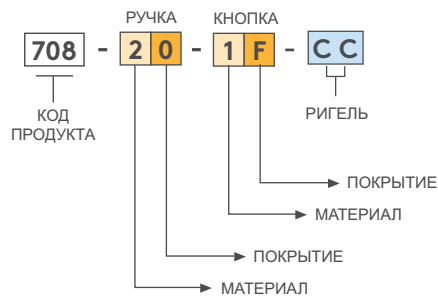 РУЧКА КНОПКА
708 - 2 0 - 1 F - C C
КОД
ПРОДУКТА
РИГЕЛЬ
ПОКРЫТИЕ
МАТЕРИАЛ
ПОКРЫТИЕ
МАТЕРИАЛ